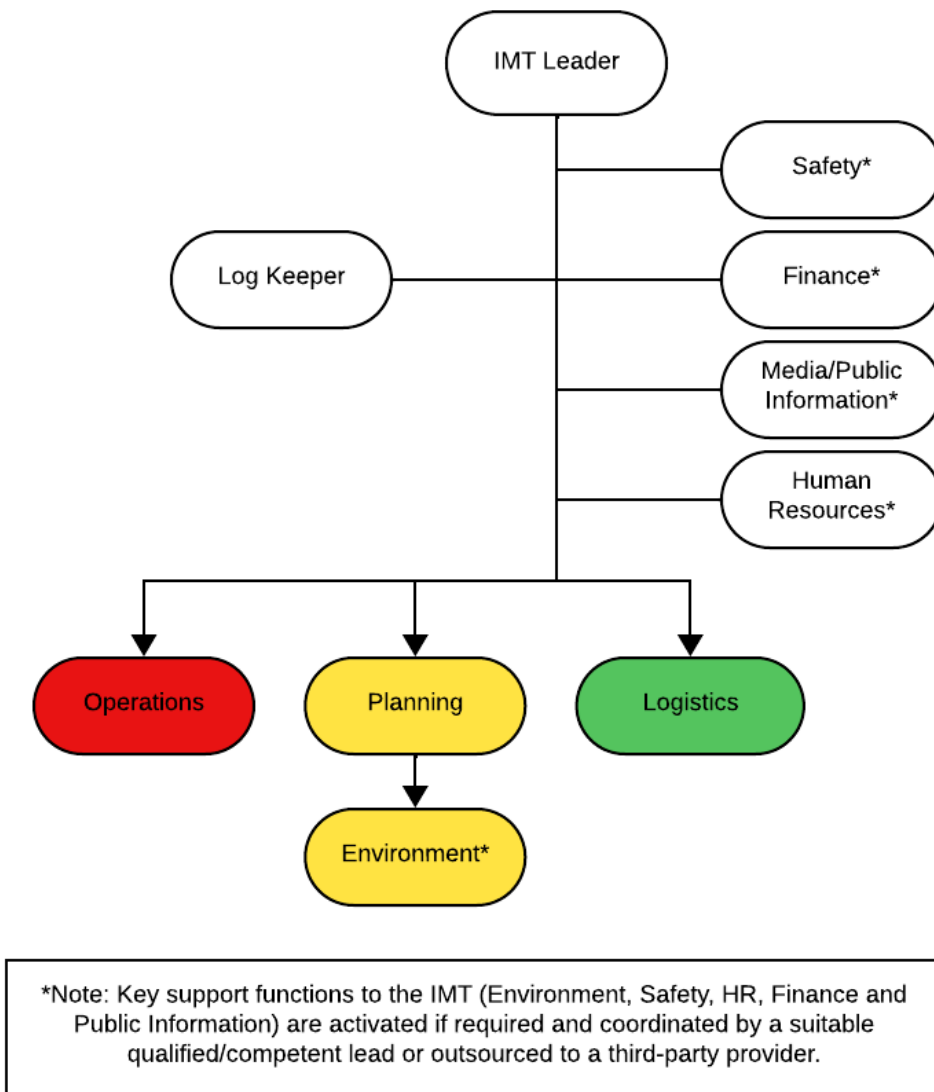 IMT Leader
Safety*
Log Keeper
Finance*
Media/Public
Information*
Human
Resources*
Operations
Planning
Logistics
Environment*
*Note: Key support functions to the IMT (Environment, Safety, HR, Finance and
Public Information) are activated if required and coordinated by a suitable
qualified/competent lead or outsourced to a third-party provider.